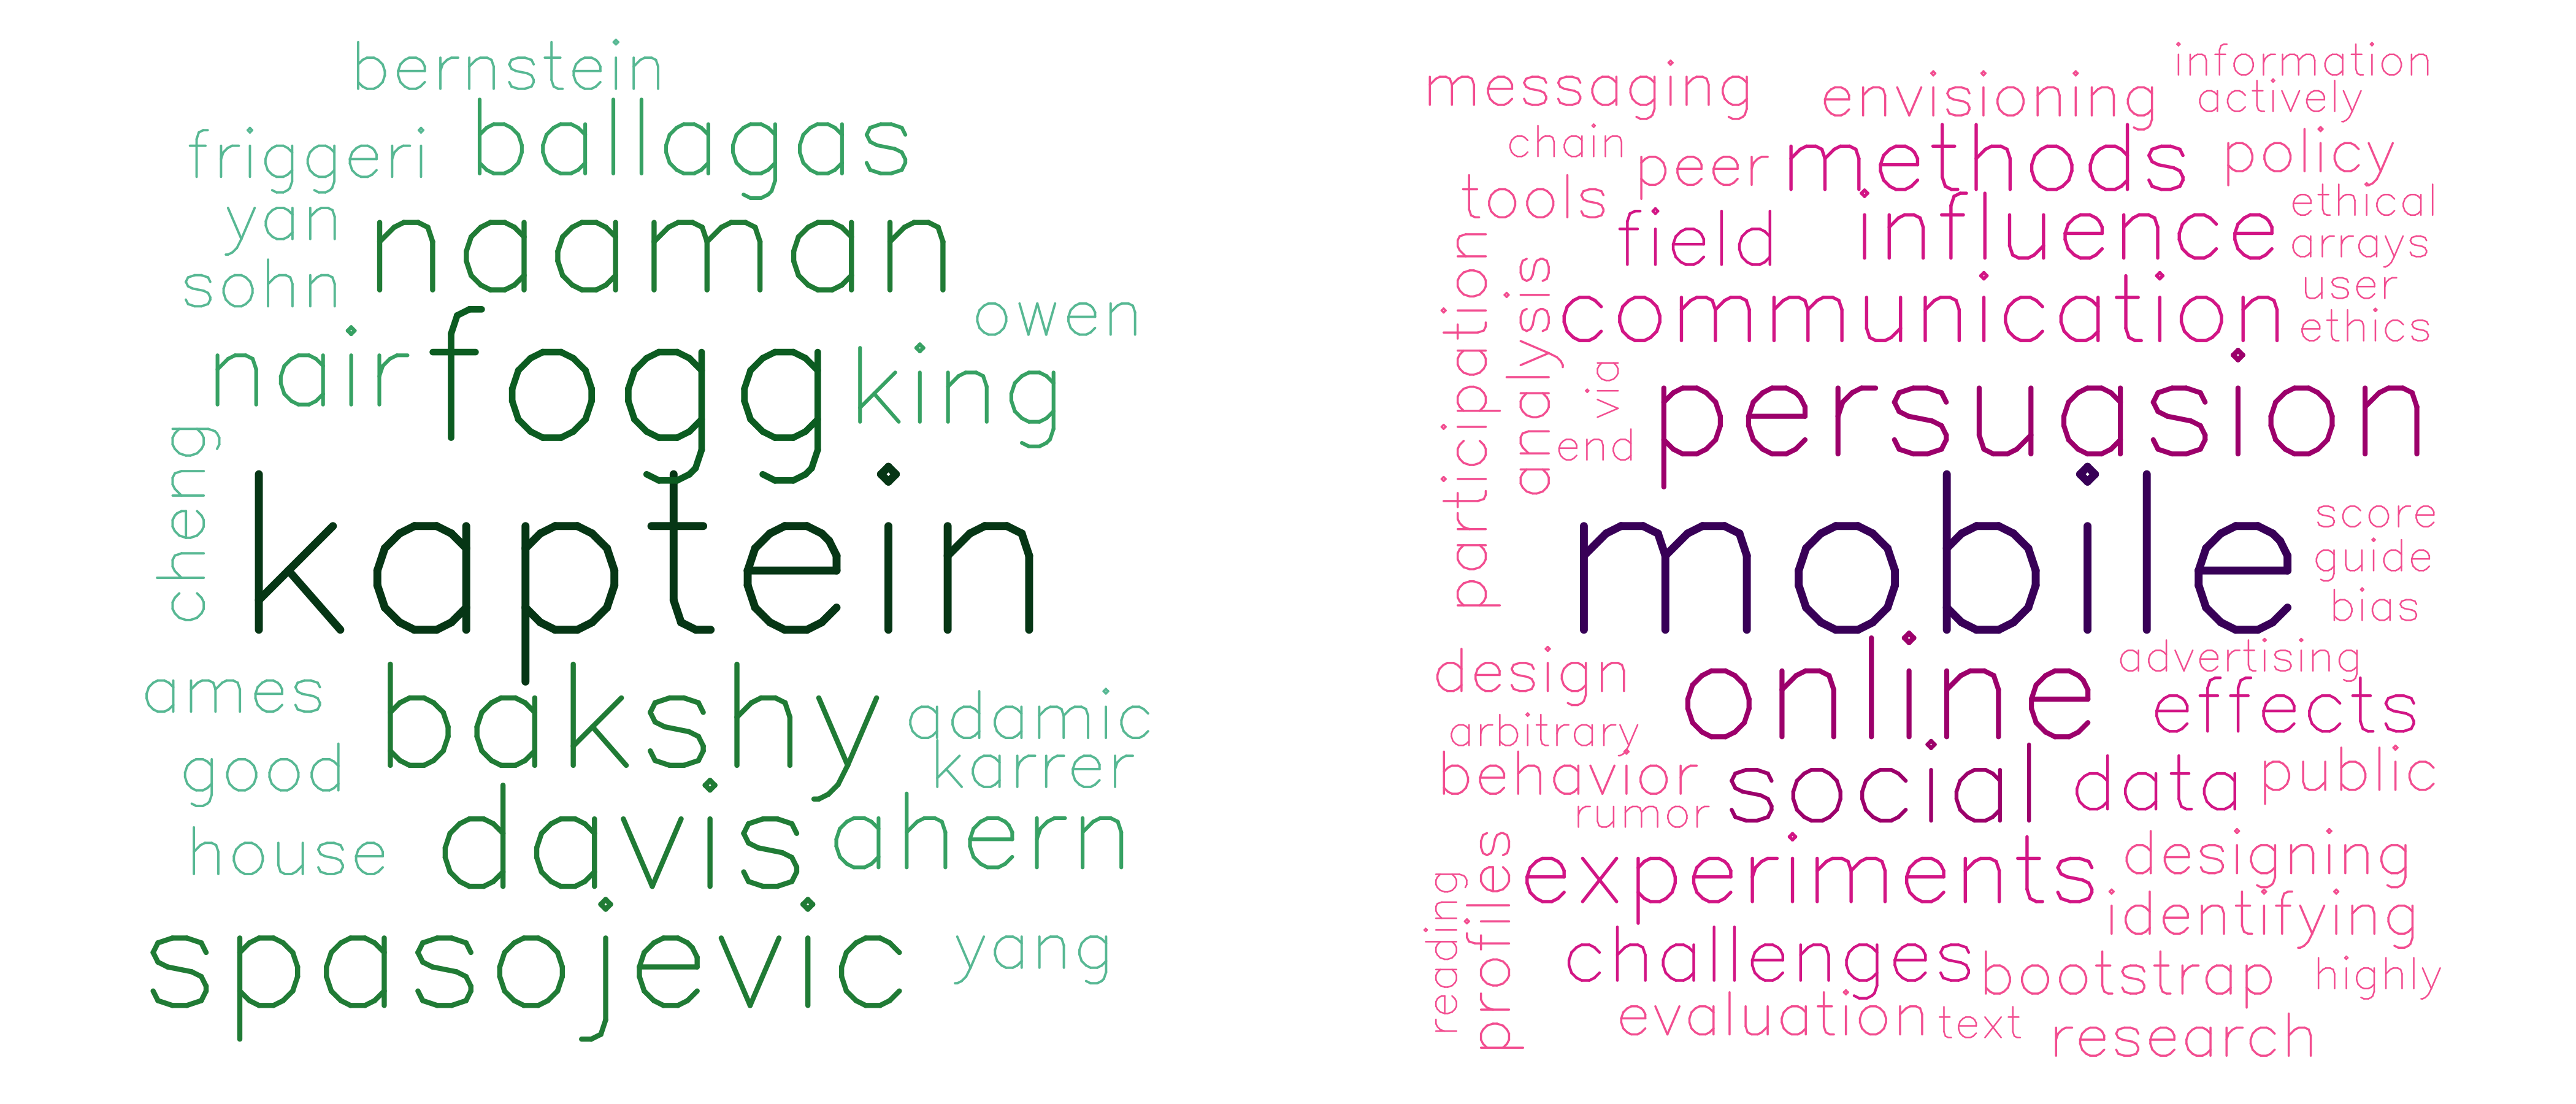 bernstein
friggeri
ballagas
yan
naaman
sohn
owen
nair
fogg
king
cheng
kaptein
ames
bakshy
adamic
karrer
good
davis
ahern
house
spasojevic
yang
messaging
envisioning
information
actively
chain
peer
methods
policy
tools
field
influence
ethical
arrays
participation
analysis
communication
user
ethics
via
end
persuasion
mobile
score
guide
bias
design
online
advertising
effects
arbitrary
behavior
rumor
social
data
public
reading
profiles
experiments
designing
identifying
challenges
bootstrap
highly
evaluation
text
research